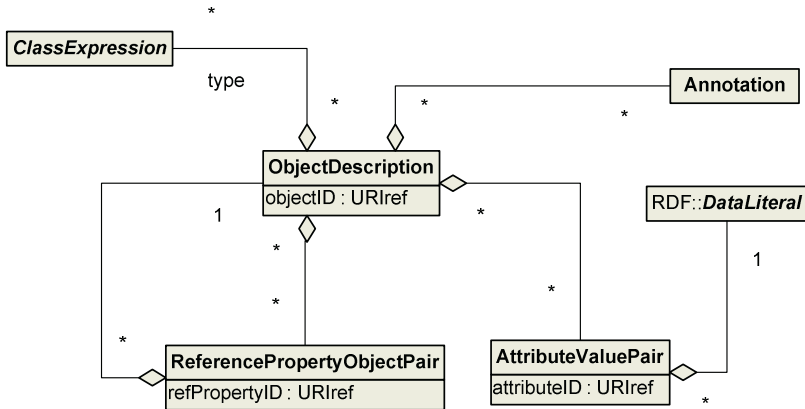 *
ClassExpression
type
*
*
*
Annotation
ObjectDescription
objectID : URIref
1
*
*
RDF::DataLiteral
1
*
*
*
ReferencePropertyObjectPair
refPropertyID : URIref
AttributeValuePair
attributeID : URIref
*